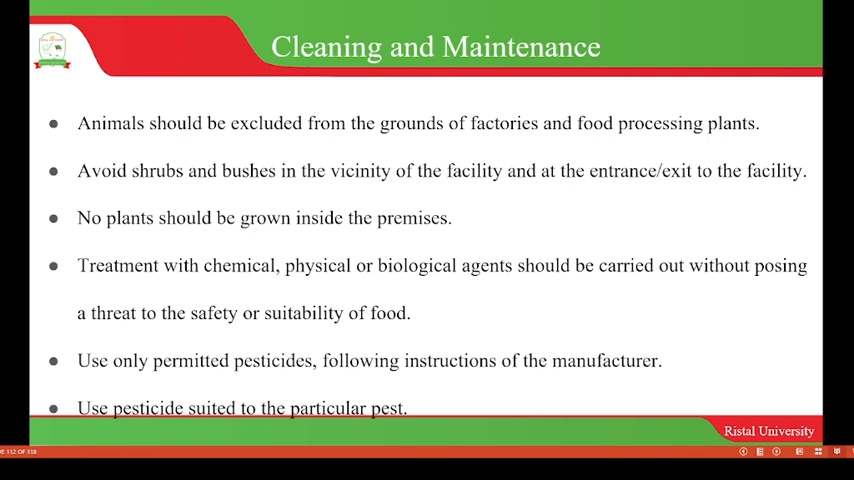 Cleaning and Maintenance
● Animals should be excluded from the grounds of factories and food processing plants.
● Avoid shrubs and bushes in the vicinity of the facility and at the entrance/exit to the facility.
● No plants should be grown inside the premises.
● Treatment with chemical, physical or biological agents should be carried out without posing
a threat to the safety or suitability of food.
● Use only permitted pesticides, following instructions of the manufacturer.
● Use pesticide suited to the particular pest.
Ristal University
112 OF 118